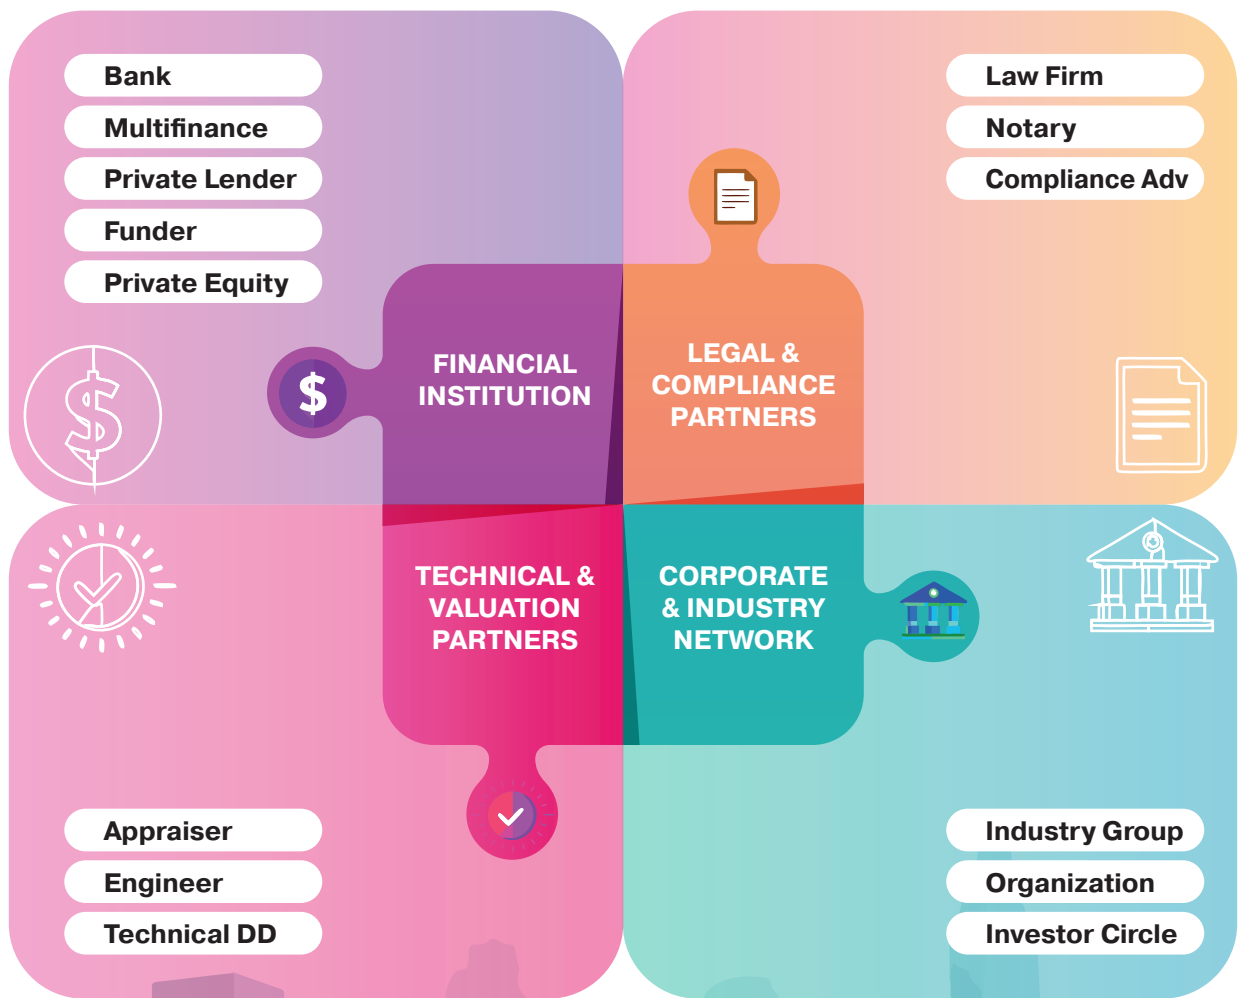 Bank
Multifinance
Private Lender
Funder
Private Equity
$
FINANCIAL
INSTITUTION
Law Firm
Notary
Compliance Adv
LEGAL &
COMPLIANCE
PARTNERS
TECHNICAL &
VALUATION
PARTNERS
Appraiser
Engineer
Technical DD
CORPORATE
& INDUSTRY
NETWORK
Industry Group
Organization
Investor Circle